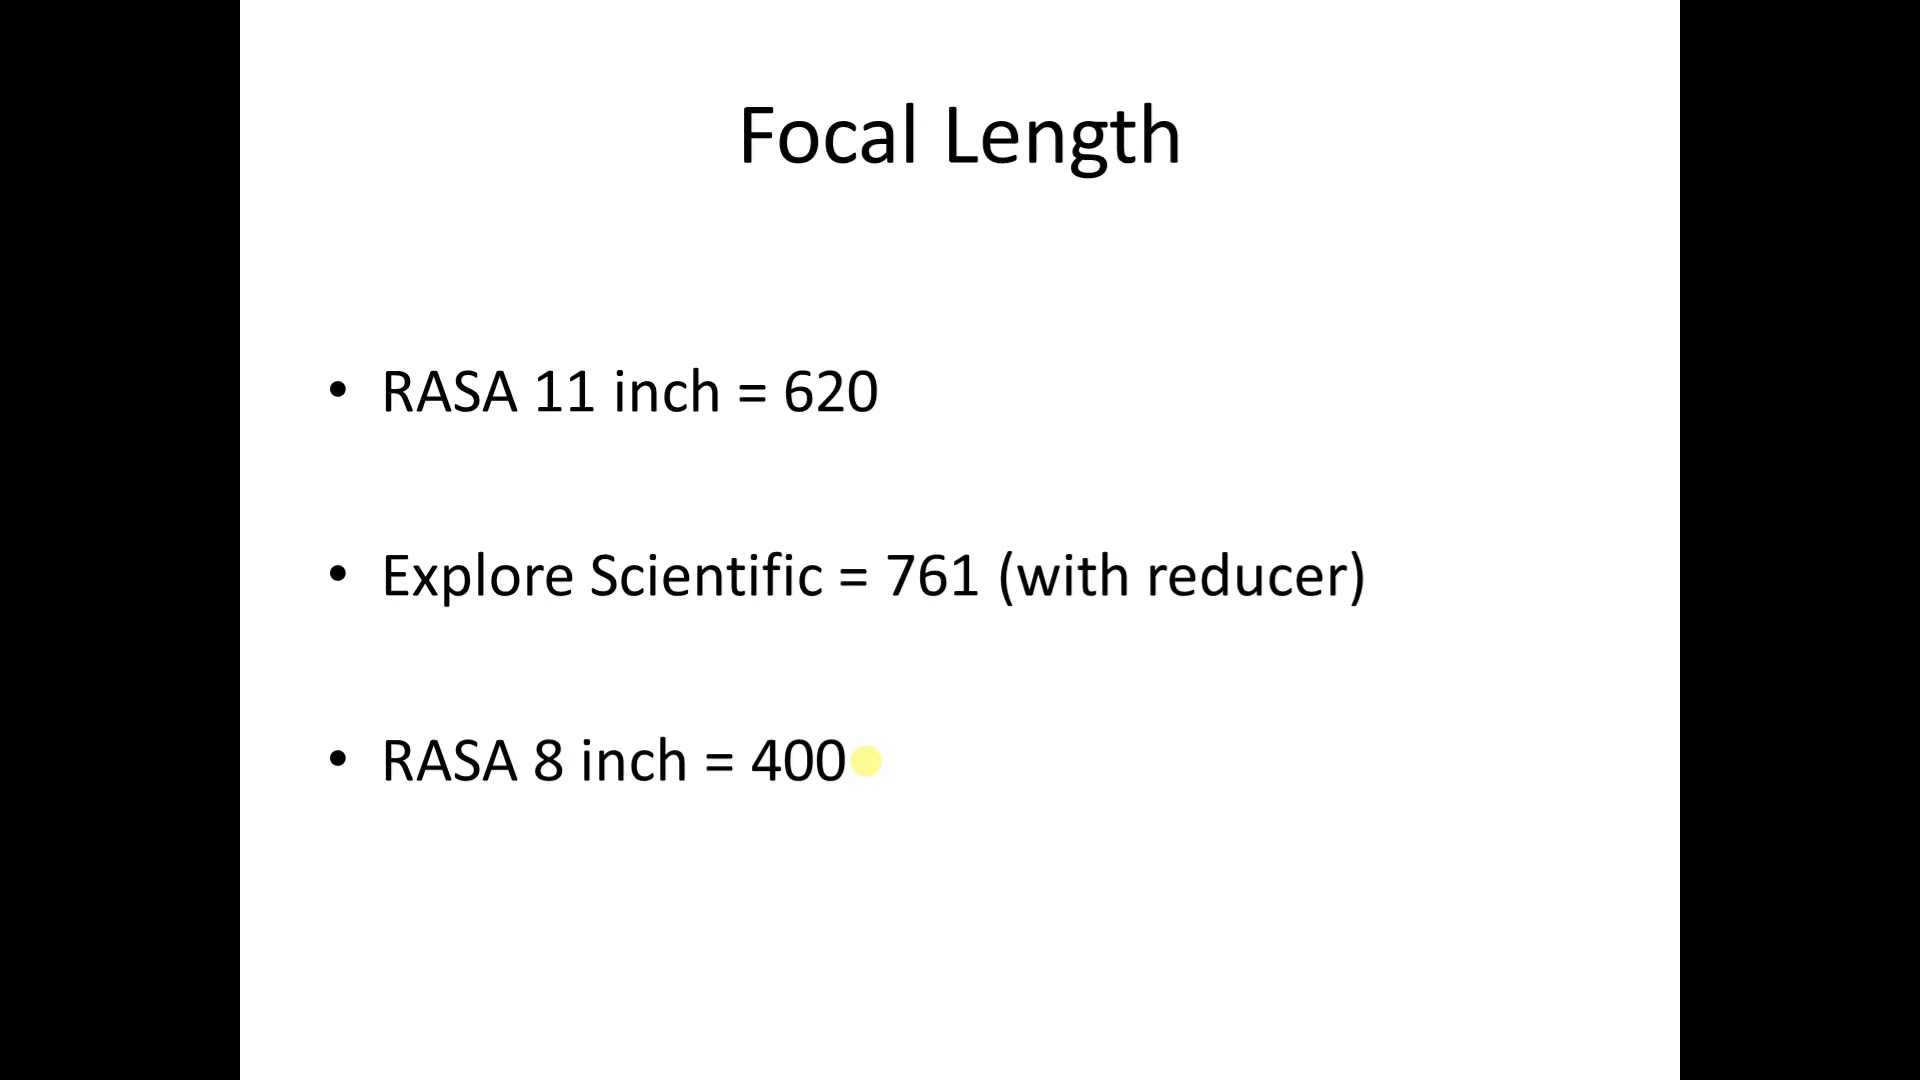 Focal Length
• RASA 11 inch = 620
• Explore Scientific = 761 (with reducer)
• RASA 8 inch = 400